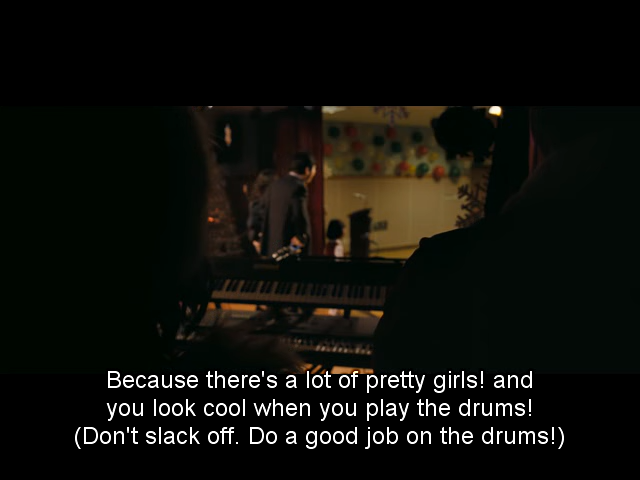 Because there's a lot of pretty girls! and
you look cool when you play the drums!
(Don't slack off. Do a good job on the drums!)